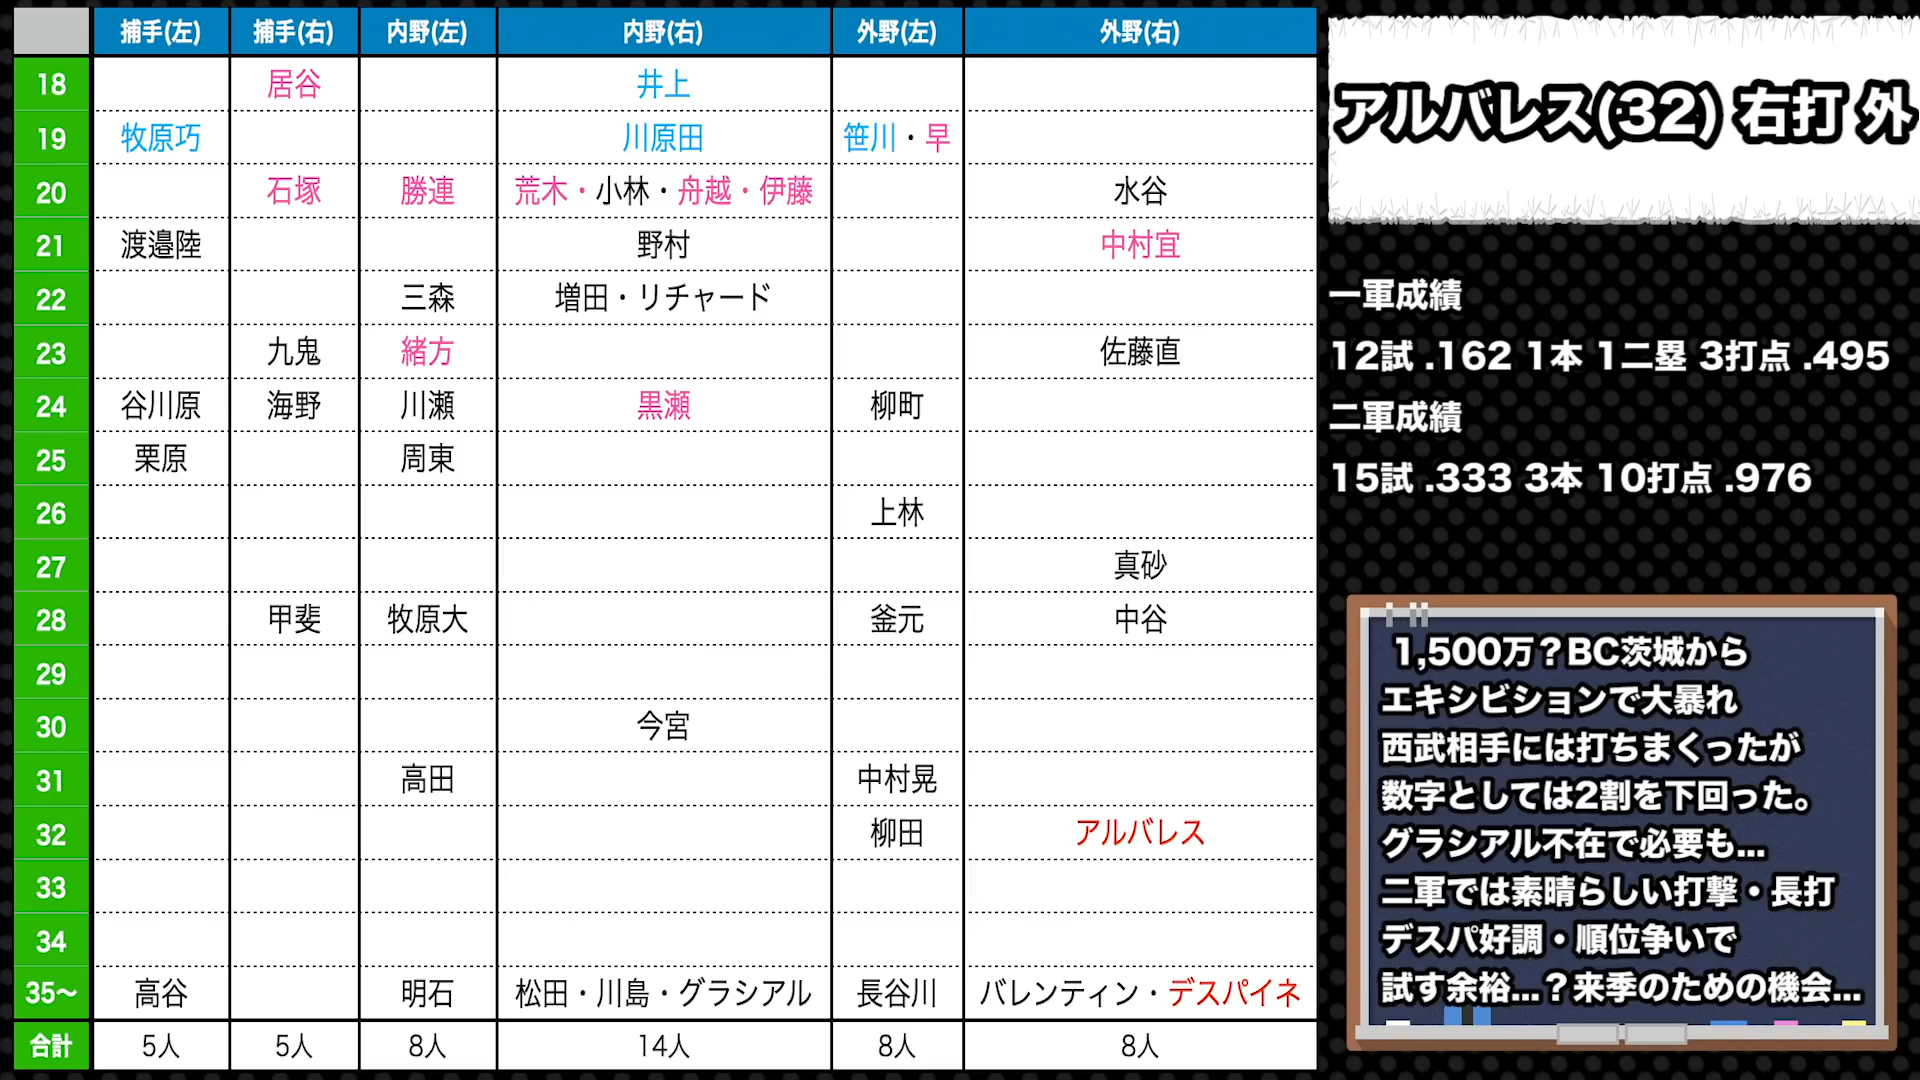 捕手(左) 捕手(右) 内野(左) 内野(右) 外野(左) 外野(右)
18 居谷 井上
19 牧原巧 川原田 笹川・早
20 石塚 勝連 荒木・小林・舟越・伊藤 水谷
21 渡邉陸 野村 中村宜
22 三森 増田・リチャード
23 九鬼 緒方 佐藤直
24 谷川原 海野 川瀬 黒瀬 柳町
25 栗原 周東
26 上林
27 真砂
28 甲斐 牧原大 釜元 中谷
29
30 今宮
31 高田 中村晃
32 柳田 アルバレス
33
34
35〜 高谷 明石 松田・川島・グラシアル 長谷川 バレンティン・デスパイネ
合計 5人 5人 8人 14人 8人 8人
アルバレス(32) 右打 外
一軍成績
12試 .162 1本 1二塁 3打点 .495
二軍成績
15試 .333 3本 10打点 .976
1,500万？BC茨城から
エキシビションで大暴れ
西武相手には打ちまくったが
数字としては2割を下回った。
グラシアル不在で必要も...
二軍では素晴らしい打撃・長打
デスパ好調・順位争いで
試す余裕...？来季のための機会...